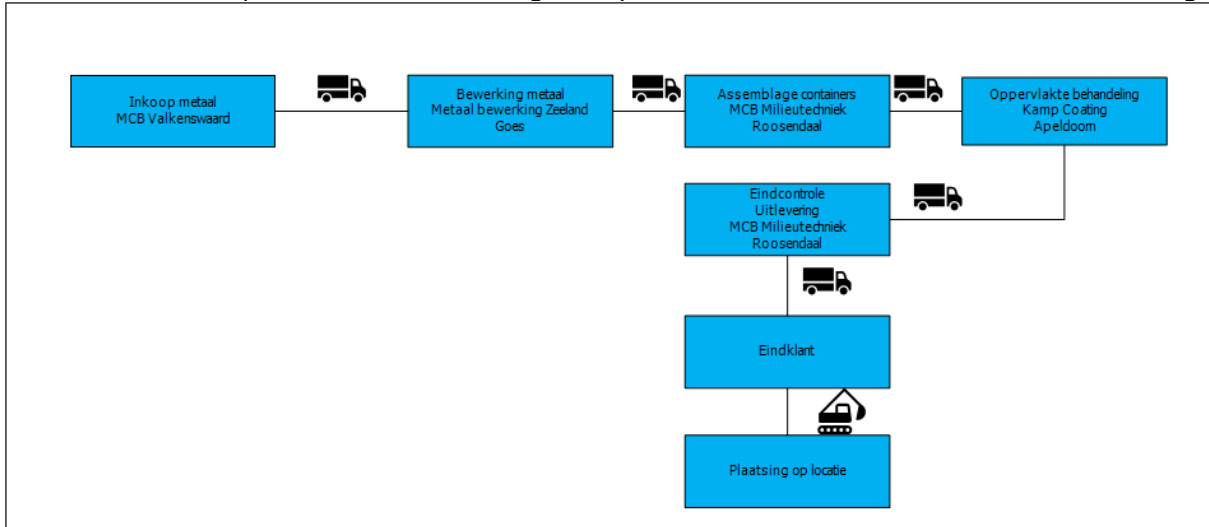 Inkoop metaal
MCB Valkenswaard
Bewerking metaal
Metaal bewerking Zeeland
Goes
Assemblage containers
MCB Milieutechniek
Roosendaal
Oppervlakte behandeling
Kamp Coating
Apeldoorn
Eindcontrole
Uitlevering
MCB Milieutechniek
Roosendaal
Eindklant
Plaatsing op locatie